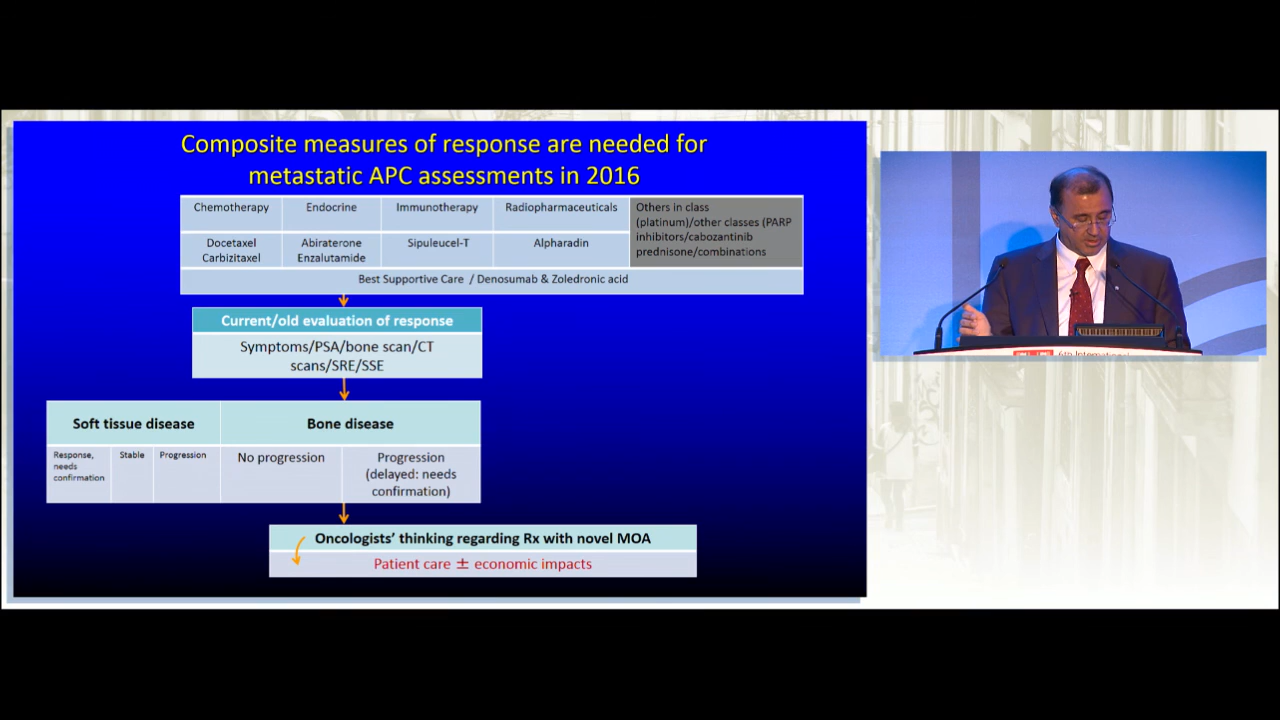 Composite measures of response are needed for
metastatic APC assessments in 2016
Chemotherapy
Endocrine
Immunotherapy
Radiopharmaceuticals
Others in class
(platinum)/other classes (PARP
inhibitors/cabozantinib
prednisone/combinations
Docetaxel
Carbizitaxel
Abiraterone
Enzalutamide
Sipuleucel-T
Alpharadin
Best Supportive Care / Denosumab & Zoledronic acid
Current/old evaluation of response
Symptoms/PSA/bone scan/CT
scans/SRE/SSE
Soft tissue disease
Bone disease
Response,
needs
confirmation
Stable
Progression
No progression
Progression
(delayed: needs
confirmation)
Oncologists' thinking regarding Rx with novel MOA
Patient care ± economic impacts
6th International